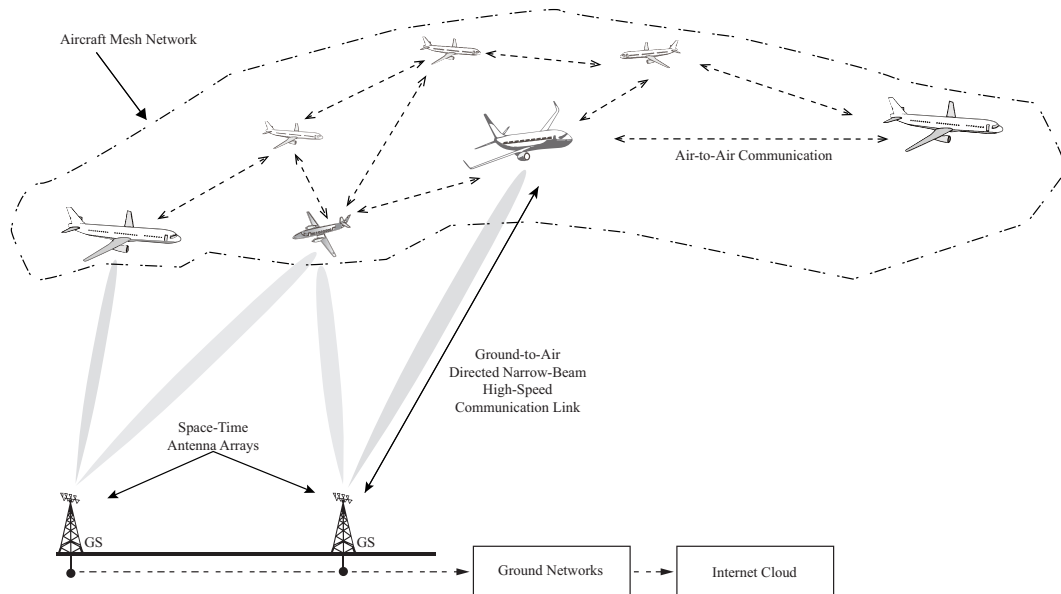 Aircraft Mesh Network
Air-to-Air Communication
Ground-to-Air
Directed Narrow-Beam
High-Speed
Communication Link
Space-Time
Antenna Arrays
GS
GS
Ground Networks
Internet Cloud